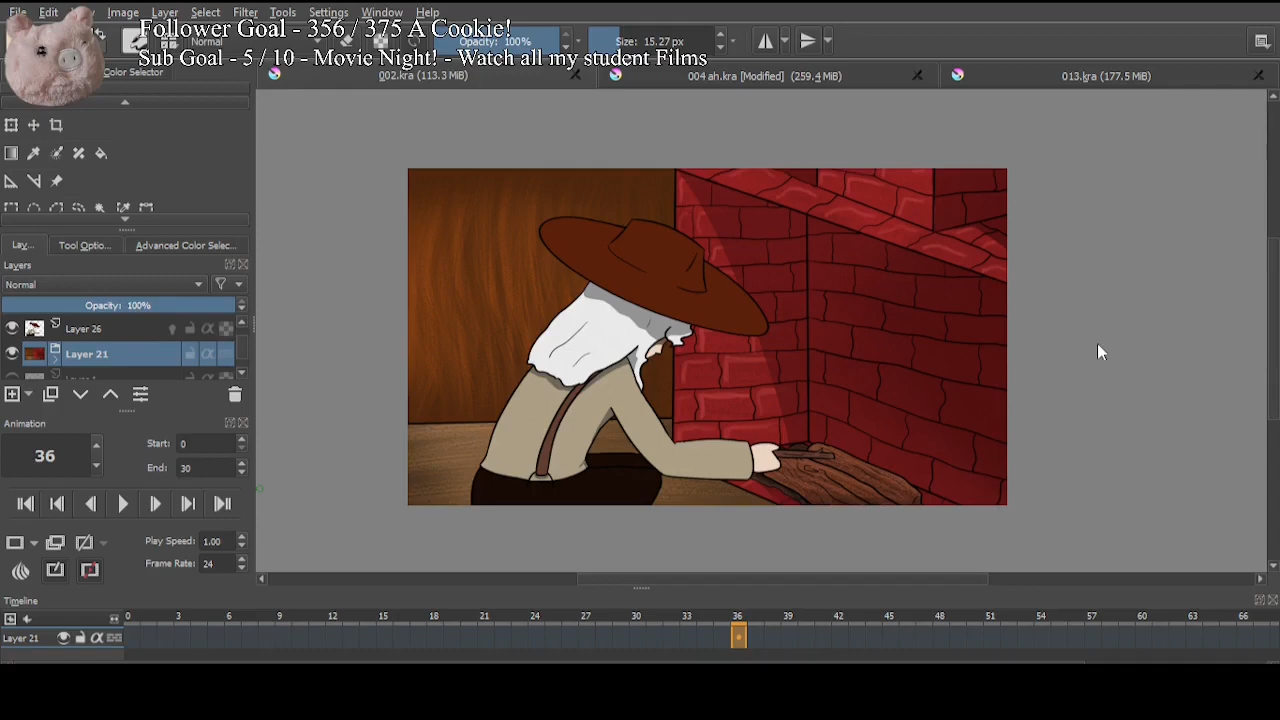 File Edit View Image Layer Select Filter Tools Settings Window Help
Follower Goal - 356 / 375 A Cookie!
Normal Opacity: 100% Size: 15.27 px
Sub Goal - 5 / 10 - Movie Night! - Watch all my student Films
Color Selector
002.kra (113.3 MiB) 004 ah.kra [Modified] (259.4 MiB) 013.kra (177.5 MiB)
Lay... Tool Optio... Advanced Color Selec...
Layers
Normal
Opacity: 100%
Layer 26
Layer 21
Animation
36 Start: 0
End: 30
Play Speed: 1.00
Frame Rate: 24
Timeline
0 3 6 9 12 15 18 21 24 27 30 33 36 39 42 45 48 51 54 57 60 63 66
Layer 21